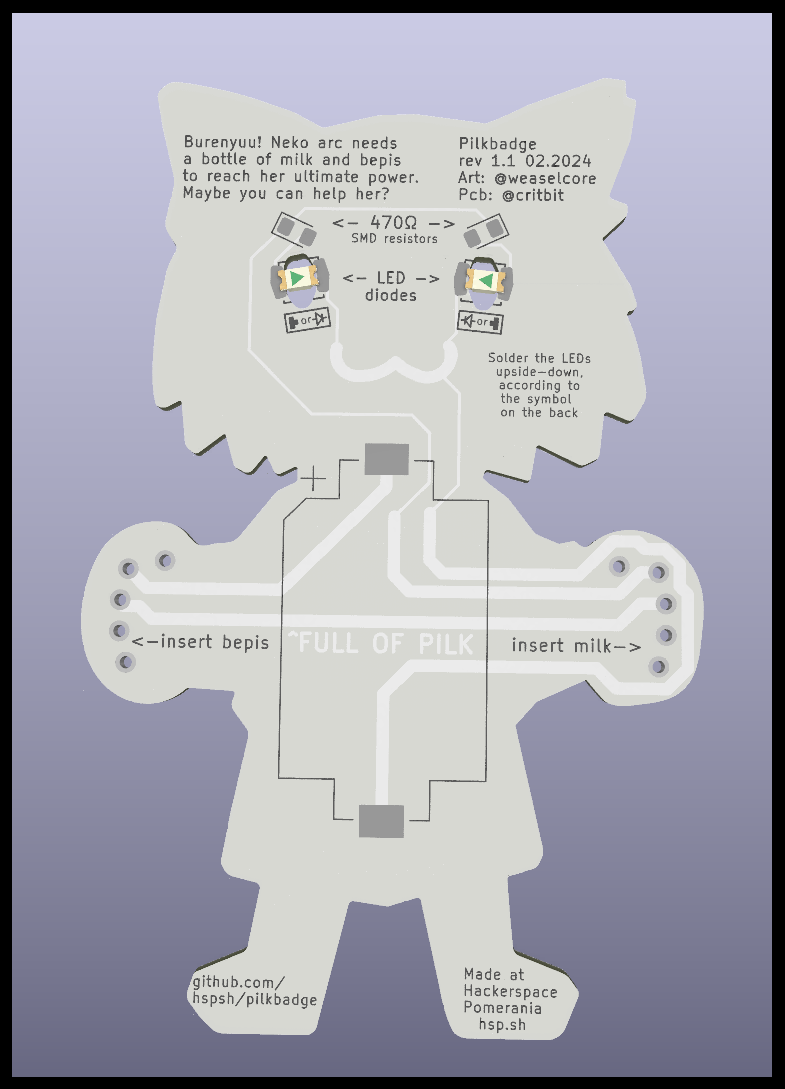 Burenyuu! Neko arc needs
a bottle of milk and bepis
to reach her ultimate power.
Maybe you can help her?
Pilkbadge
rev 1.1 02.2024
Art: @weaselcore
Pcb: @critbit
<- 470Ω ->
SMD resistors
<- LED ->
diodes
or
or
Solder the LEDs
upside-down,
according to
the symbol
on the back
+
<-insert bepis
^FULL OF PILK
insert milk->
github.com/
hspsh/pilkbadge
Made at
Hackerspace
Pomerania
hsp.sh